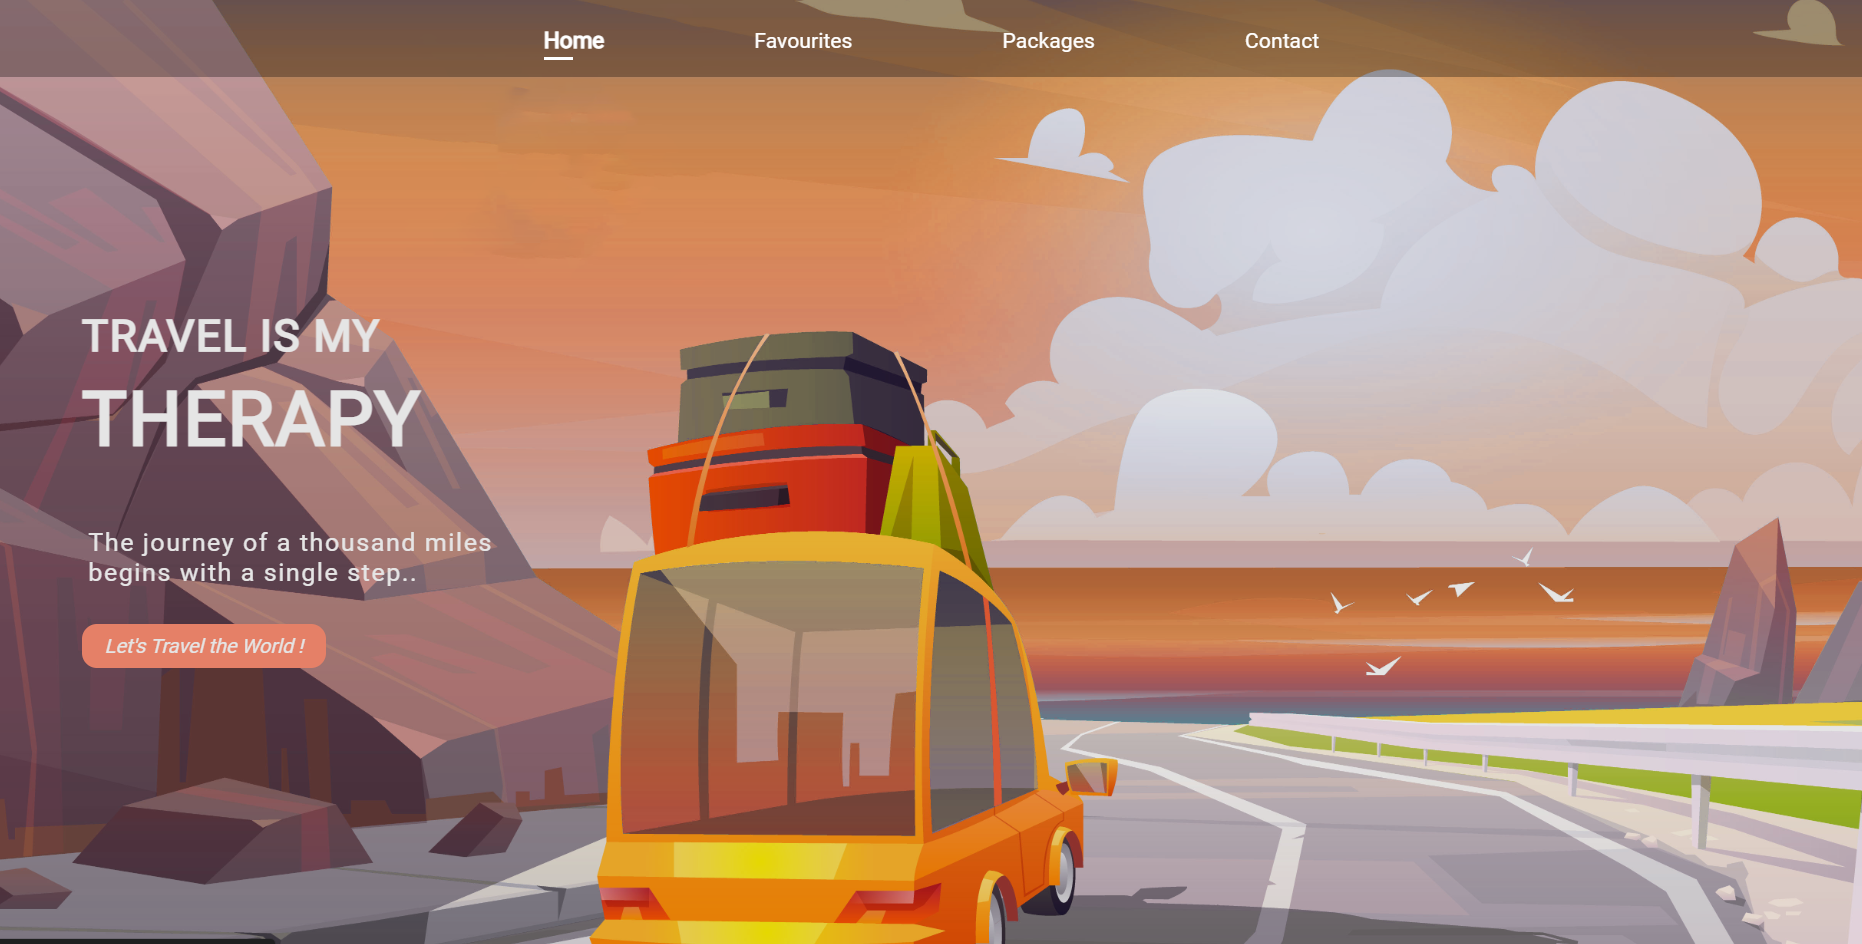 Home Favourites Packages Contact
TRAVEL IS MY
THERAPY
The journey of a thousand miles
begins with a single step..
Let's Travel the World !